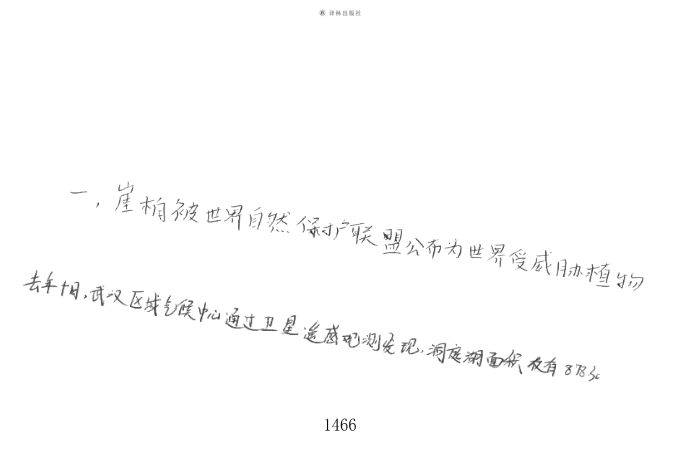 译林出版社
一，崖柏被世界自然保护联盟公布为世界受威胁植物
去年十月，武汉区域气候中心通过卫星遥感观测发现，洞庭湖面积仅有878
1466